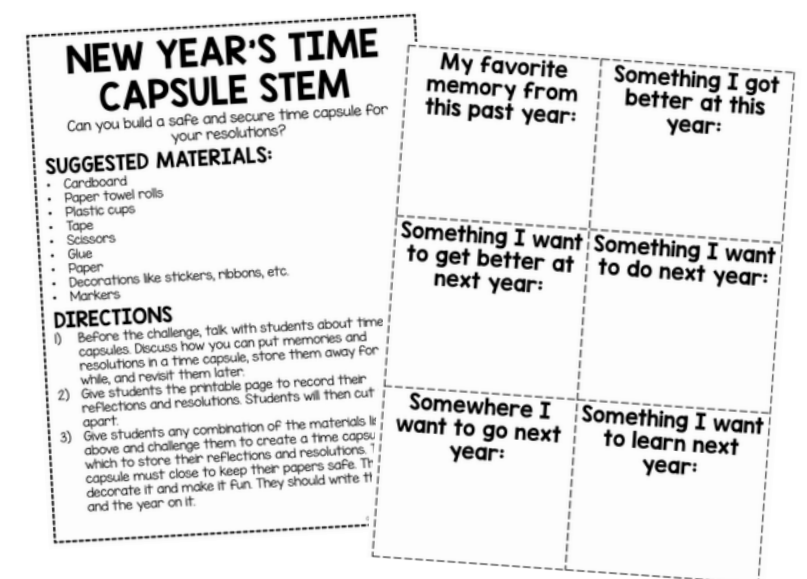 NEW YEAR'S TIME
CAPSULE STEM
Can you build a safe and secure time capsule for
your resolutions?
SUGGESTED MATERIALS:
• Cardboard
• Paper towel rolls
• Plastic cups
• Tape
• Scissors
• Glue
• Paper
• Decorations like stickers, ribbons, etc.
• Markers
DIRECTIONS
1) Before the challenge, talk with students about time
capsules. Discuss how you can put memories and
resolutions in a time capsule, store them away for
while, and revisit them later.
2) Give students the printable page to record their
reflections and resolutions. Students will then cut
apart.
3) Give students any combination of the materials
above and challenge them to create a time
which to store their reflections and resolutions.
capsule must close to keep their papers safe.
decorate it and make it fun. They should write
and the year on it.
My favorite
memory from
this past year:
Something I got
better at this
year:
Something I want
to get better at
next year:
Something I want
to do next year:
Somewhere I
want to go next
year:
Something I want
to learn next
year: